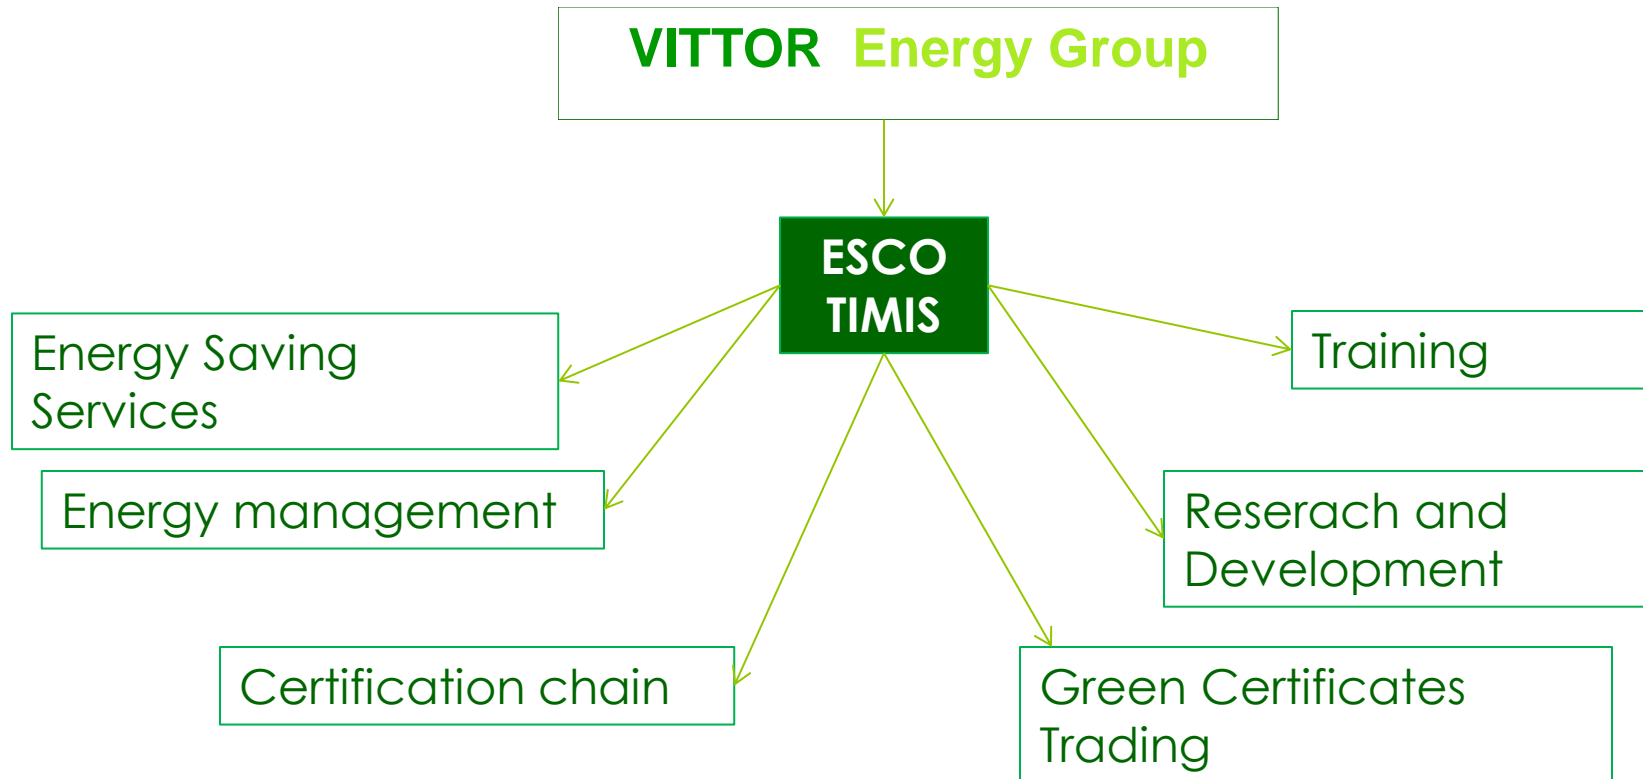 VITTOR Energy Group
ESCO
TIMIS
Energy Saving
Services
Training
Energy management
Reserach and
Development
Certification chain
Green Certificates
Trading